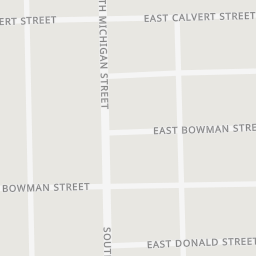 EAST CALVERT STREET
ERT STREET
TH MICHIGAN STREET
EAST BOWMAN STRE
BOWMAN STREET
SOUT
EAST DONALD STREET